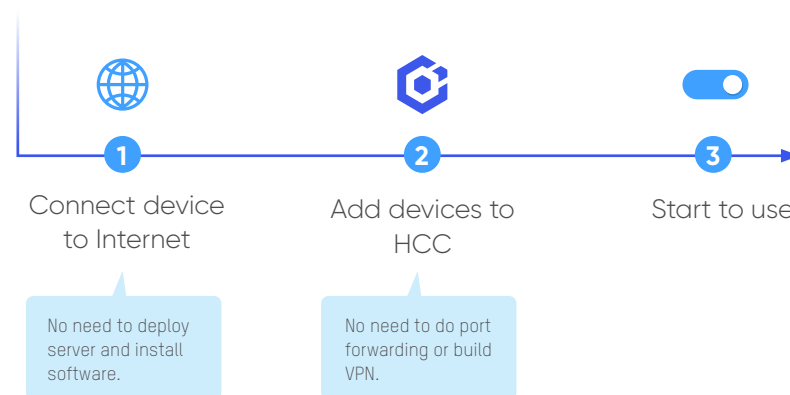 1
2
3
Connect device
to Internet
Add devices to
HCC
Start to use
No need to deploy
server and install
software.
No need to do port
forwarding or build
VPN.